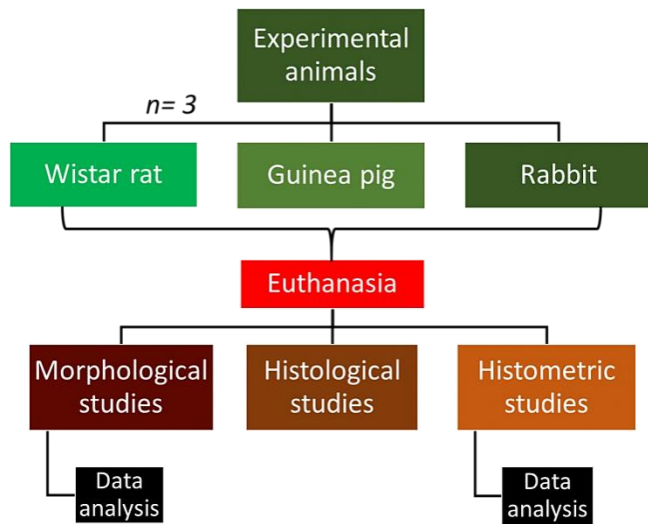 Experimental
animals
n= 3
Wistar rat
Guinea pig
Rabbit
Euthanasia
Morphological
studies
Histological
studies
Histometric
studies
Data
analysis
Data
analysis